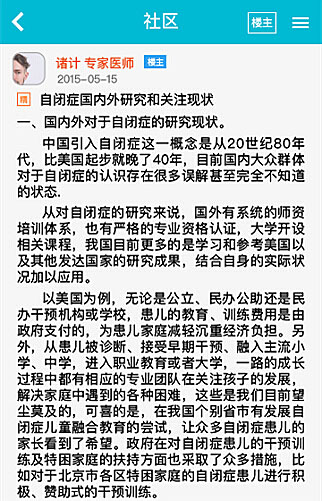 社区
楼主
诸计 专家医师 楼主
2015-05-15
精 自闭症国内外研究和关注现状
一、国内外对于自闭症的研究现状。
中国引入自闭症这一概念是从20世纪80年
代，比美国起步就晚了40年，目前国内大众群体
对于自闭症的认识存在很多误解甚至完全不知道
的状态.
从对自闭症的研究来说，国外有系统的师资
培训体系，也有严格的专业资格认证，大学开设
相关课程，我国目前更多的是学习和参考美国以
及其他发达国家的研究成果，结合自身的实际状
况加以应用。
以美国为例，无论是公立、民办公助还是民
办干预机构或学校，患儿的教育、训练费用是由
政府支付的，为患儿家庭减轻沉重经济负担。另
外，从患儿被诊断、接受早期干预、融入主流小
学、中学，进入职业教育或者大学，一路的成长
过程中都有相应的专业团队在关注孩子的发展，
解决家庭中遇到的各种困难，这些是我们目前望
尘莫及的，可喜的是，在我国个别省市有发展自
闭症儿童融合教育的尝试，让众多自闭症患儿的
家长看到了希望。政府在对自闭症患儿的干预训
练及特困家庭的扶持方面也采取了众多措施，比
如对于北京市各区特困家庭的自闭症患儿进行积
极、赞助式的干预训练。